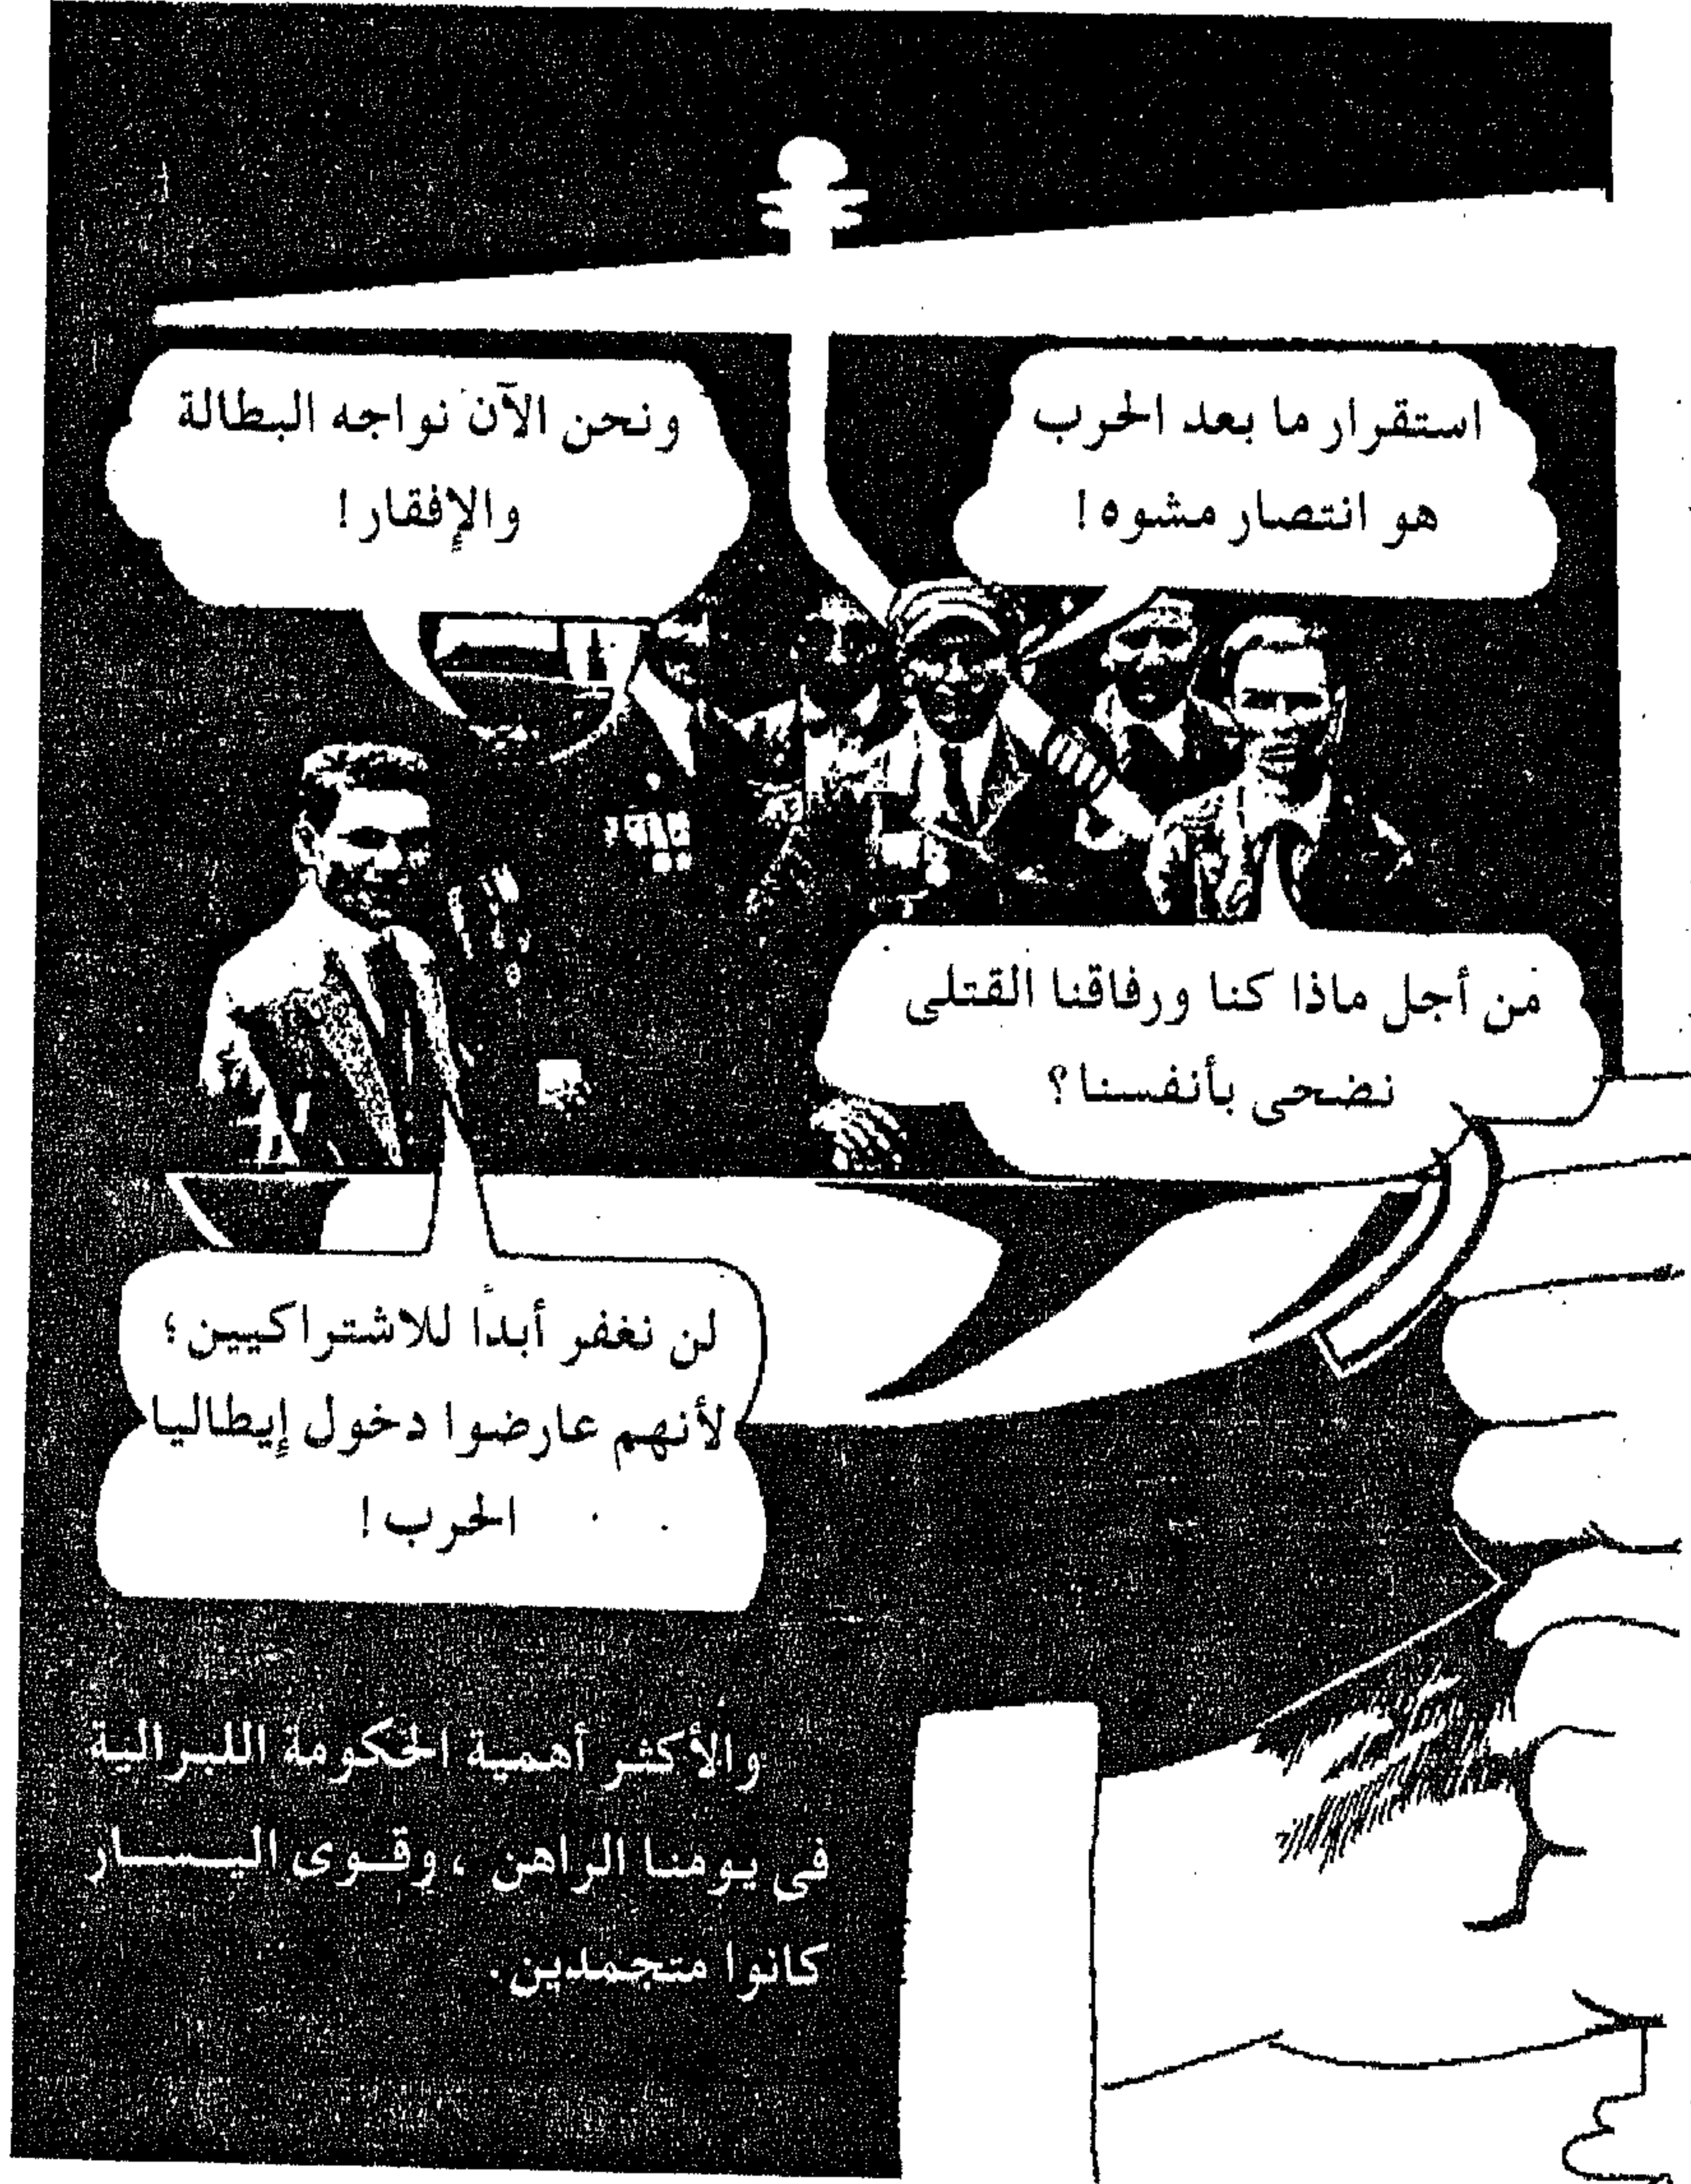 استقرار ما بعد الحرب
هو انتصار مشوه!
ونحن الآن نواجه البطالة
والإفقار!
من أجل ماذا كنا ورفاقنا القتلى
نضحى بأنفسنا؟
لن نغفر أبداً للاشتراكيين؛
لأنهم عارضوا دخول إيطاليا
الحرب!
والأكثر أهمية الحكومة اللبرالية
فى يومنا الراهن ، وقوى اليسار
كانوا متجمدين.